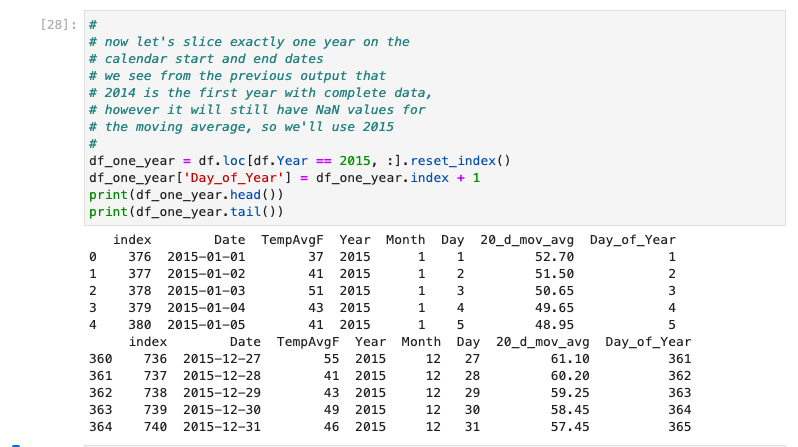 [28]: #
# now let's slice exactly one year on the
# calendar start and end dates
# we see from the previous output that
# 2014 is the first year with complete data,
# however it will still have NaN values for
# the moving average, so we'll use 2015
#
df_one_year = df.loc[df.Year == 2015, :].reset_index()
df_one_year['Day_of_Year'] = df_one_year.index + 1
print(df_one_year.head())
print(df_one_year.tail())
index Date TempAvgF Year Month Day 20_d_mov_avg Day_of_Year
0 376 2015-01-01 37 2015 1 1 52.70 1
1 377 2015-01-02 41 2015 1 2 51.50 2
2 378 2015-01-03 51 2015 1 3 50.65 3
3 379 2015-01-04 43 2015 1 4 49.65 4
4 380 2015-01-05 41 2015 1 5 48.95 5
index Date TempAvgF Year Month Day 20_d_mov_avg Day_of_Year
360 736 2015-12-27 55 2015 12 27 61.10 361
361 737 2015-12-28 41 2015 12 28 60.20 362
362 738 2015-12-29 43 2015 12 29 59.25 363
363 739 2015-12-30 49 2015 12 30 58.45 364
364 740 2015-12-31 46 2015 12 31 57.45 365